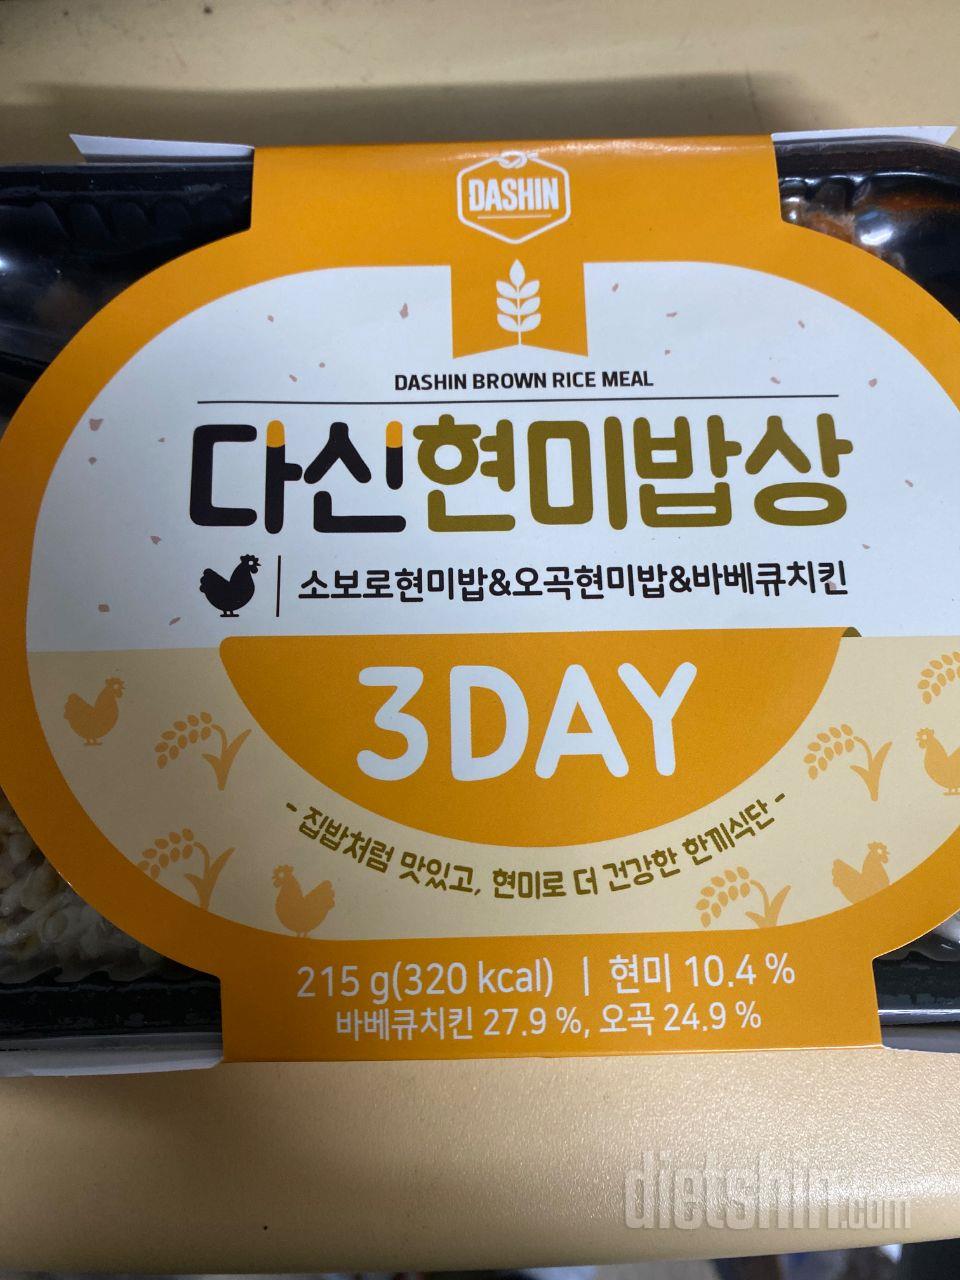 DASHIN
DASHIN BROWN RICE MEAL
다신현미밥상
소보로현미밥&오곡현미밥&바베큐치킨
3DAY
- 집밥처럼 맛있고, 현미로 더 건강한 한끼식단 -
215 g(320 kcal) | 현미 10.4 %
바베큐치킨 27.9 %, 오곡 24.9 %
dietshin.com